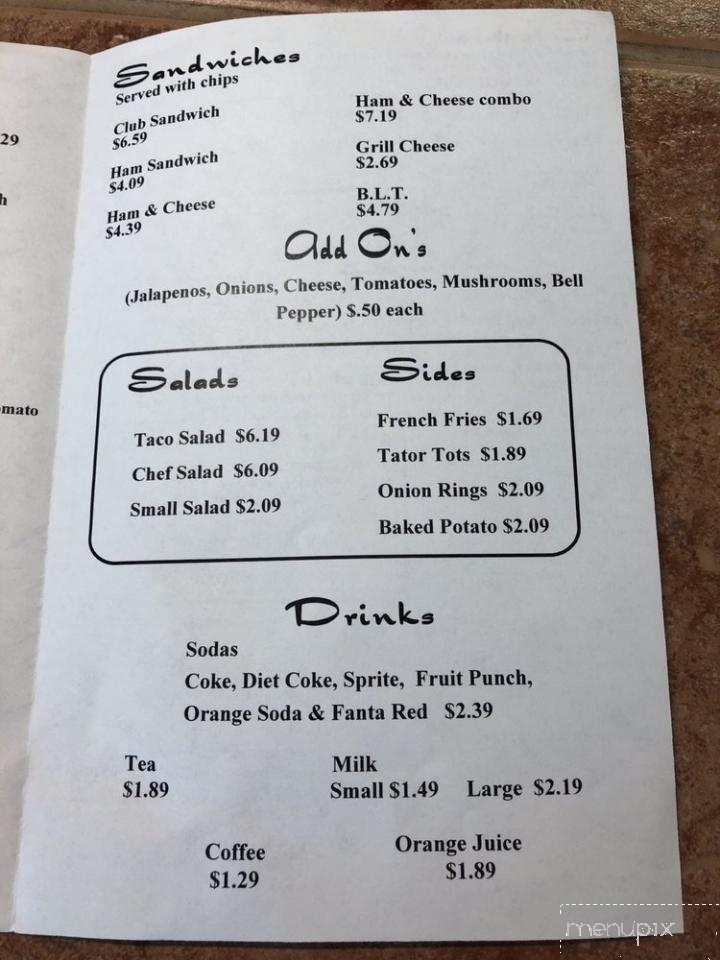 29
h
mato
Sandwiches
Served with chips
Club Sandwich
$6.59
Ham Sandwich
$4.09
Ham & Cheese
$4.39
Ham & Cheese combo
$7.19
Grill Cheese
$2.69
B.L.T.
$4.79
Add On's
(Jalapenos, Onions, Cheese, Tomatoes, Mushrooms, Bell
Pepper) $.50 each
Salads
Taco Salad $6.19
Chef Salad $6.09
Small Salad $2.09
Sides
French Fries $1.69
Tator Tots $1.89
Onion Rings $2.09
Baked Potato $2.09
Drinks
Sodas
Coke, Diet Coke, Sprite, Fruit Punch,
Orange Soda & Fanta Red $2.39
Tea
$1.89
Milk
Small $1.49 Large $2.19
Coffee
$1.29
Orange Juice
$1.89
menupix